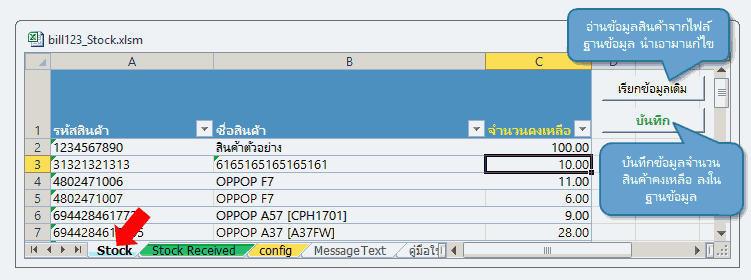 อ่านข้อมูลสินค้าจากไฟล์
ฐานข้อมูล นำเอามาแก้ไข
bill123_Stock.xlsm
A B C D
เรียกข้อมูลเดิม
1 รหัสสินค้า ชื่อสินค้า จำนวนคงเหลือ
บันทึก
2 1234567890 สินค้าตัวอย่าง 100.00
3 31321321313 6165165165165161 10.00
4 4802471006 OPPOP F7 11.00
5 4802471007 OPPOP F7 6.00
6 694428461777 OPPOP A57 [CPH1701] 9.00
7 OPPOP A37 [A37FW] 28.00
บันทึกข้อมูลจำนวน
สินค้าคงเหลือ ลงใน
ฐานข้อมูล
Stock Stock Received config MessageText คู่มือใช้